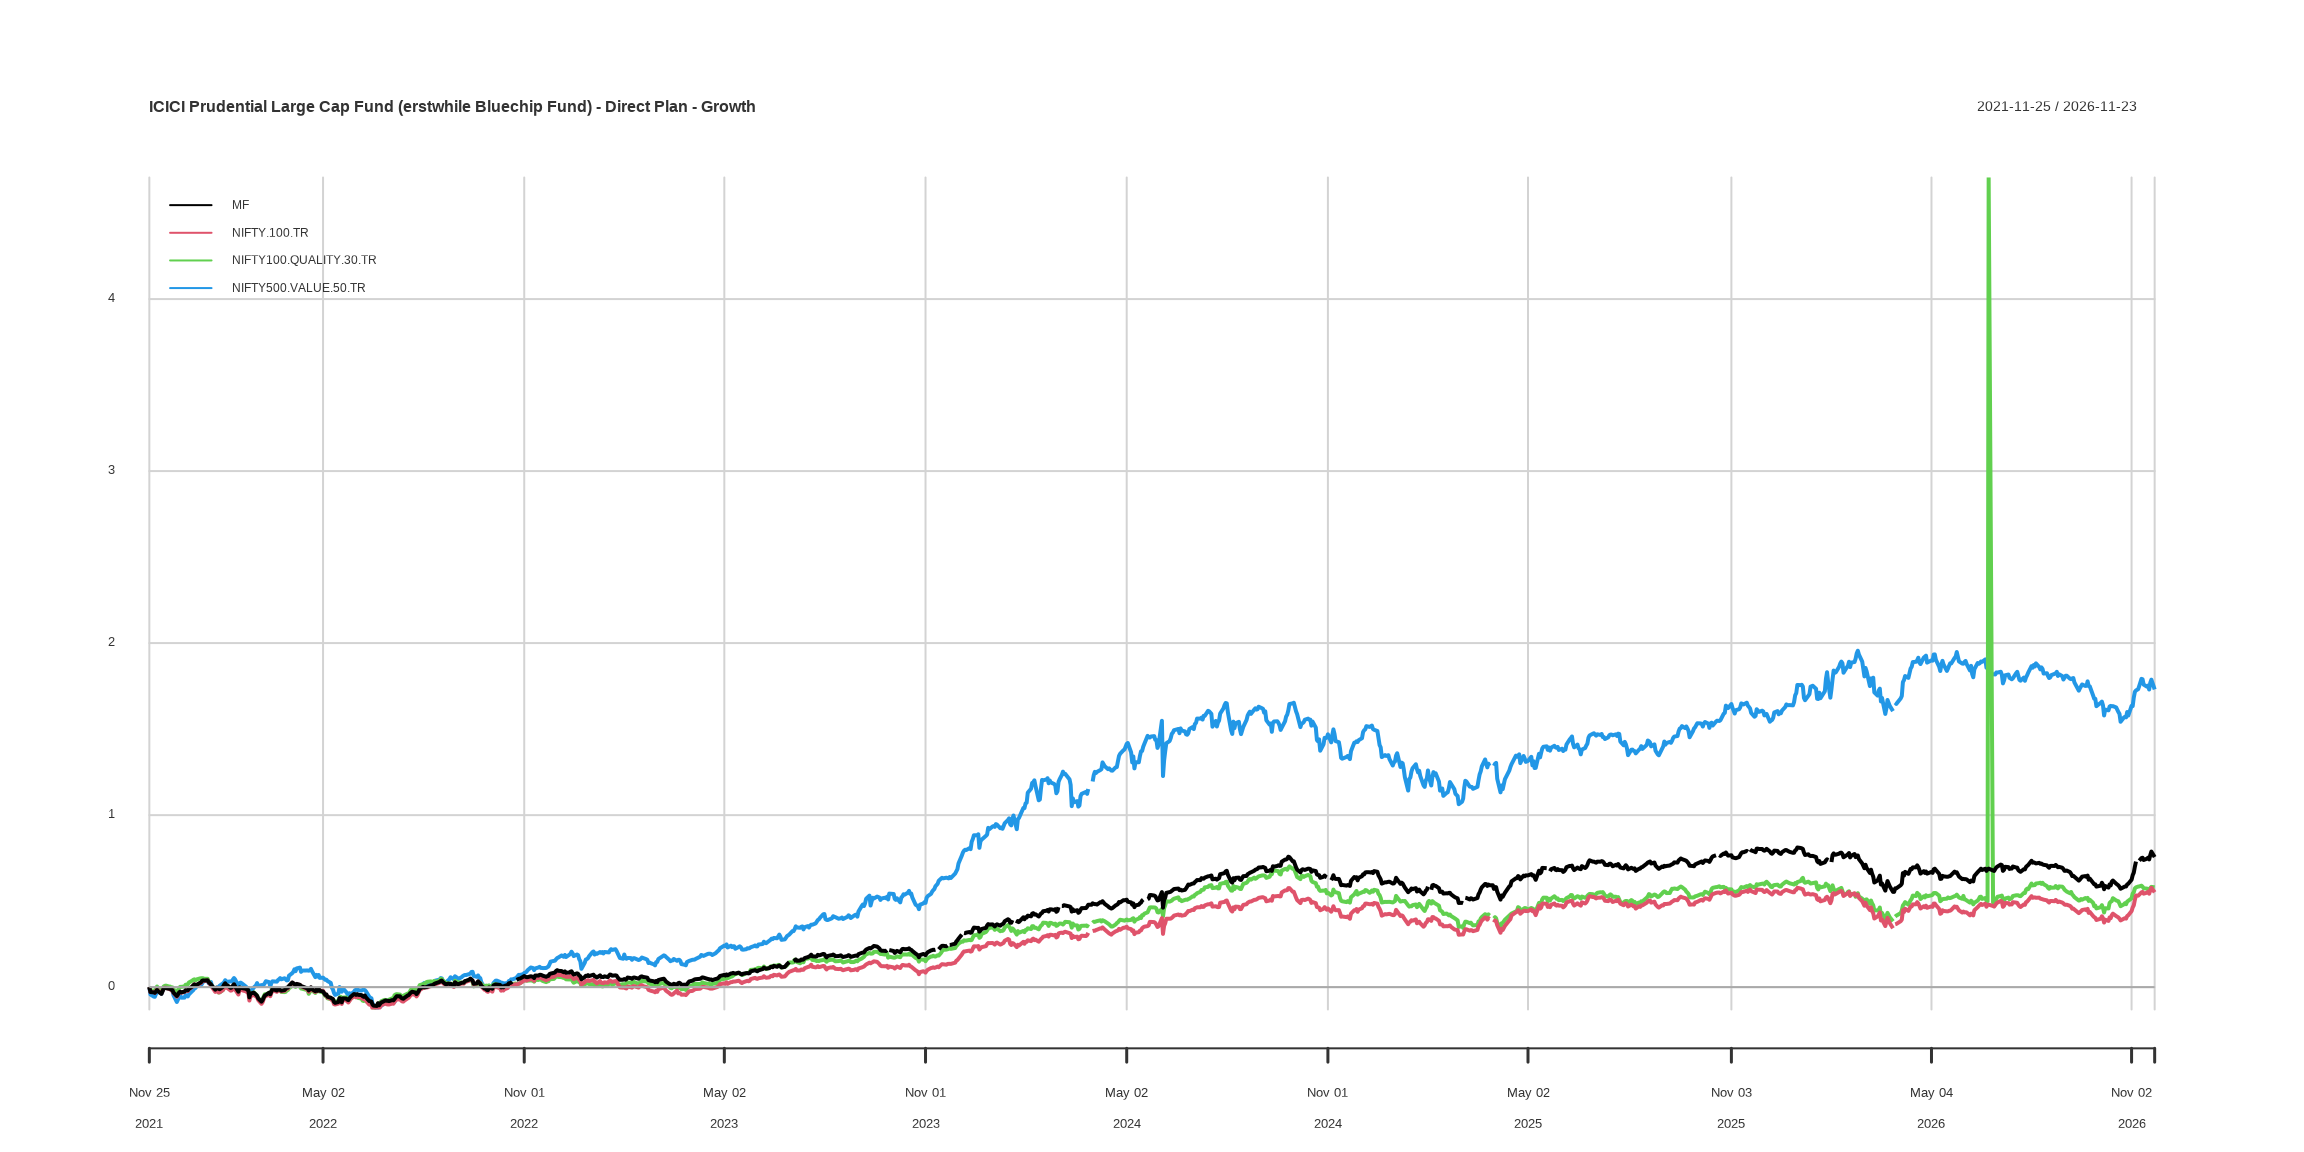 ICICI Prudential Large Cap Fund (erstwhile Bluechip Fund) - Direct Plan - Growth
2021-11-25 / 2026-11-23
MF
NIFTY.100.TR
NIFTY100.QUALITY.30.TR
NIFTY500.VALUE.50.TR
4
3
2
1
0
Nov 25 May 02 Nov 01 May 02 Nov 01 May 02 Nov 01 May 02 Nov 03 May 04 Nov 02
2021 2022 2022 2023 2023 2024 2024 2025 2025 2026 2026